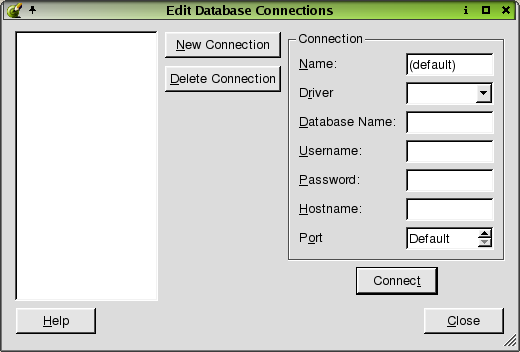 Edit Database Connections
New Connection
Delete Connection
Connection
Name:
(default)
Driver
Database Name:
Username:
Password:
Hostname:
Port
Default
Connect
Help
Close